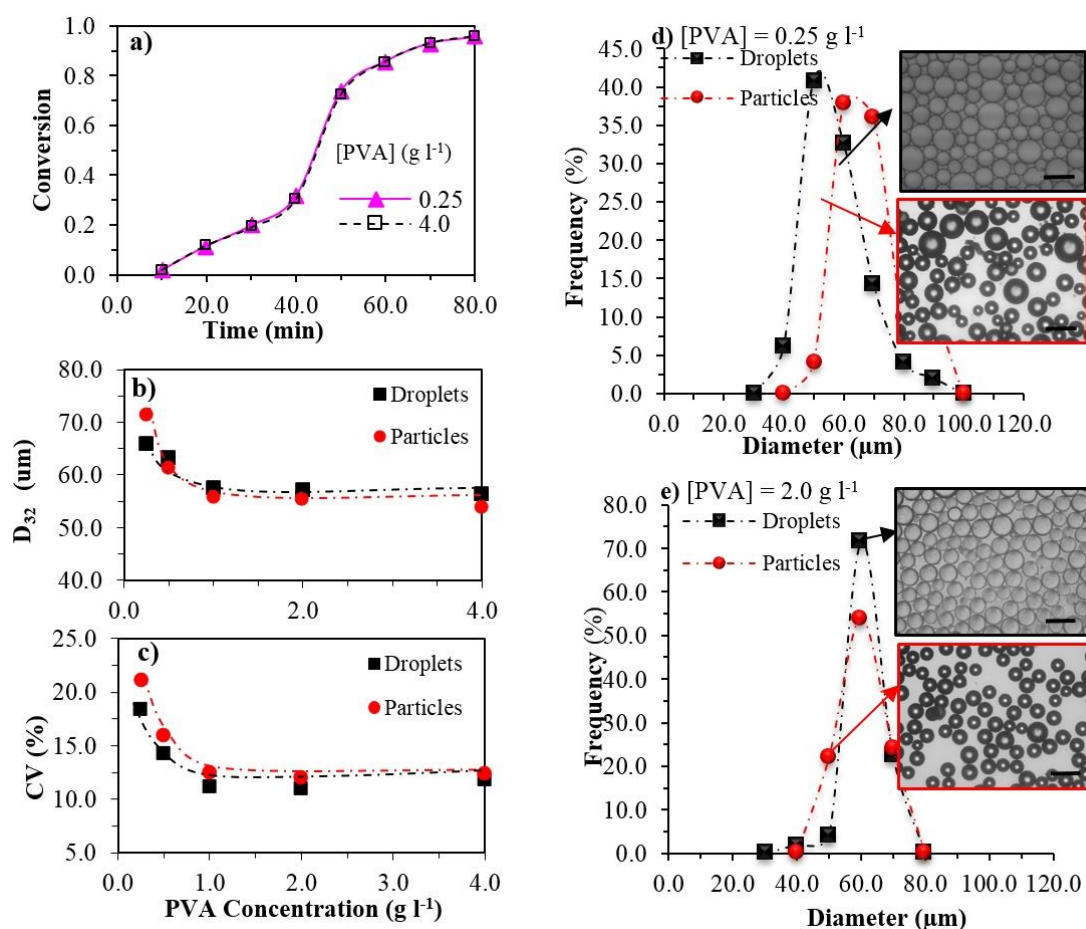 a)
1.0
0.8
0.6
0.4
0.2
0.0
Conversion
[PVA] (g l-1)
0.25
4.0
0.0 20.0 40.0 60.0 80.0
Time (min)
b)
80.0
70.0
60.0
50.0
40.0
D32 (um)
Droplets
Particles
0.0 2.0 4.0
c)
25.0
20.0
15.0
10.0
5.0
CV (%)
Droplets
Particles
0.0 1.0 2.0 3.0 4.0
PVA Concentration (g l-1)
d) [PVA] = 0.25 g l-1
45.0
40.0
35.0
30.0
25.0
20.0
15.0
10.0
5.0
0.0
Frequency (%)
Droplets
Particles
0.0 20.0 40.0 60.0 80.0 100.0 120.0
Diameter (µm)
e) [PVA] = 2.0 g l-1
80.0
70.0
60.0
50.0
40.0
30.0
20.0
10.0
0.0
Frequency (%)
Droplets
Particles
0.0 20.0 40.0 60.0 80.0 100.0 120.0
Diameter (µm)